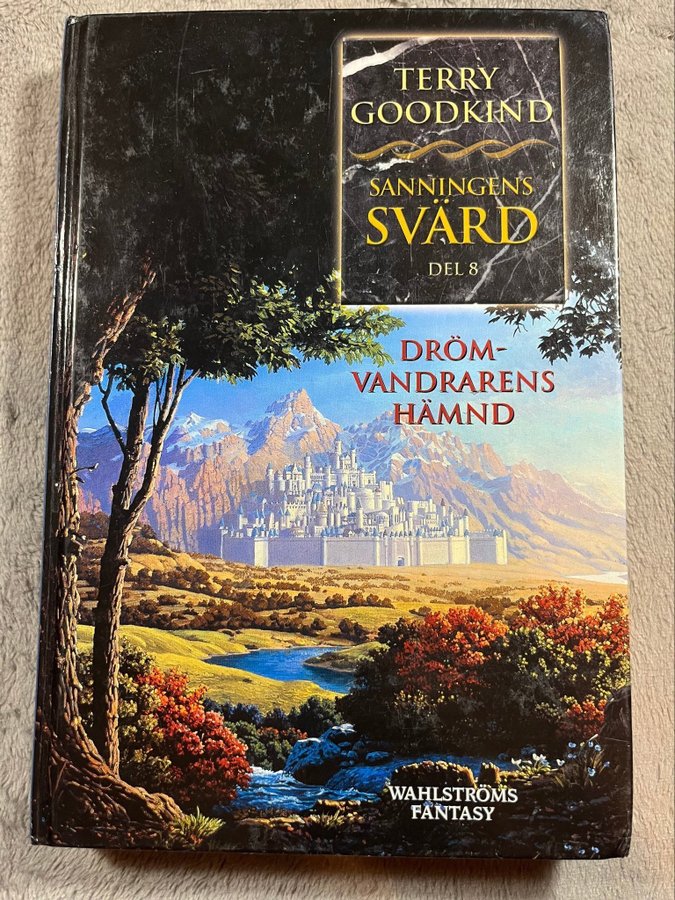 TERRY
GOODKIND
SANNINGENS
SVÄRD
DEL 8
DRÖM-
VANDRARENS
HÄMND
WAHLSTRÖMS
FANTASY